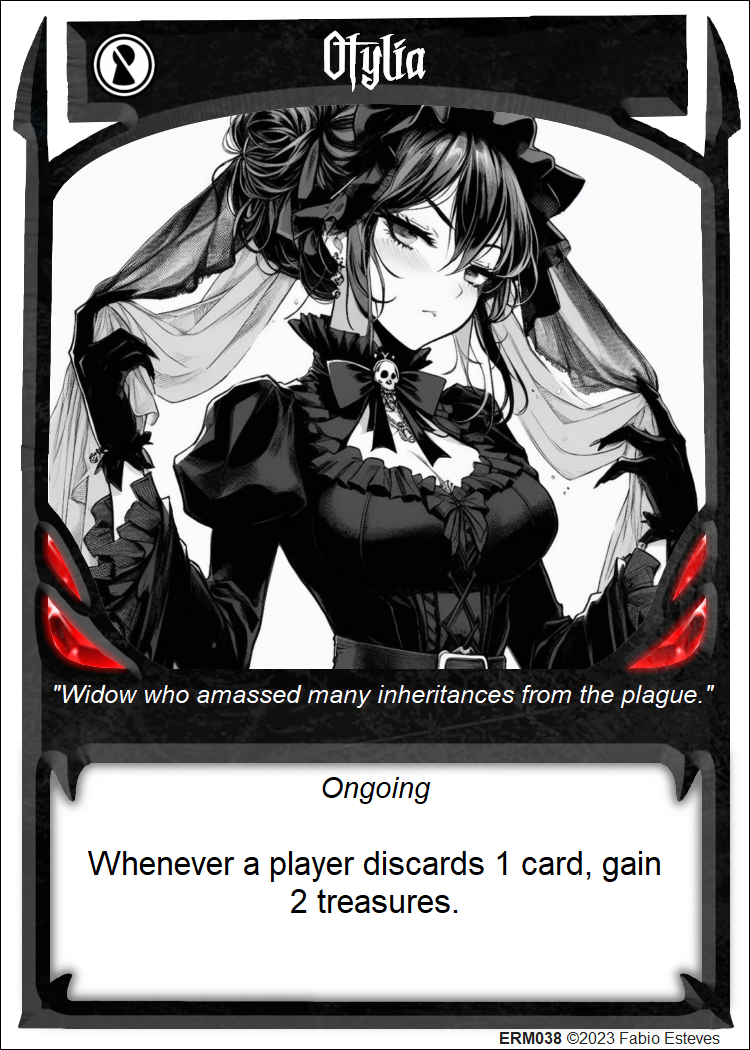 Otylia
"Widow who amassed many inheritances from the plague."
Ongoing
Whenever a player discards 1 card, gain
2 treasures.
ERM038 ©2023 Fabio Esteves